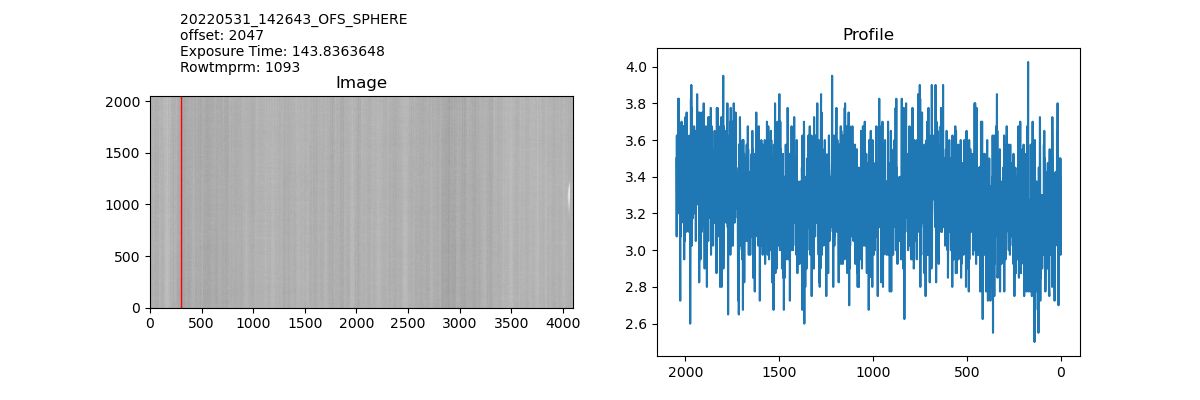 20220531_142643_OFS_SPHERE
offset: 2047
Exposure Time: 143.8363648
Rowtmprm: 1093
Image
2000
1500
1000
500
0
0 500 1000 1500 2000 2500 3000 3500 4000
Profile
4.0
3.8
3.6
3.4
3.2
3.0
2.8
2.6
2000 1500 1000 500 0